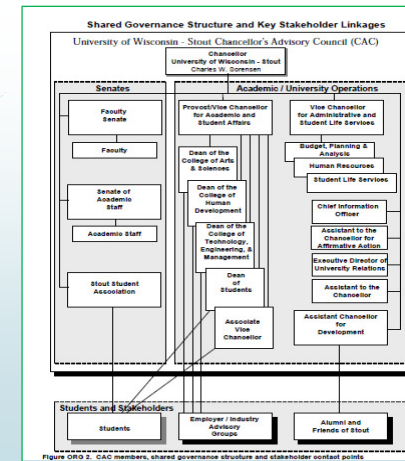 Shared Governance Structure and Key Stakeholder Linkages
University of Wisconsin - Stout Chancellor's Advisory Council (CAC)
Chancellor
University of Wisconsin - Stout
Charles W. Sorensen
Senates
Academic / University Operations
Faculty
Senate
Faculty
Senate of
Academic
Staff
Academic Staff
Stout Student
Association
Provost/Vice Chancellor
for Academic and
Student Affairs
Dean of the
College of Arts
& Sciences
Dean of the
College of
Human
Development
Dean of the
College of
Technology,
Engineering, &
Management
Dean
of
Students
Associate
Vice
Chancellor
Vice Chancellor
for Administrative and
Student Life Services
Budget, Planning &
Analysis
Human Resources
Student Life Services
Chief Information
Officer
Assistant to the
Chancellor for
Affirmative Action
Executive Director of
University Relations
Assistant to the
Chancellor
Assistant Chancellor
for
Development
Students and Stakeholders
Students
Employer / Industry
Advisory
Groups
Alumni and
Friends of Stout
Figure ORG 2. CAC members, shared governance structure and stakeholder contact points